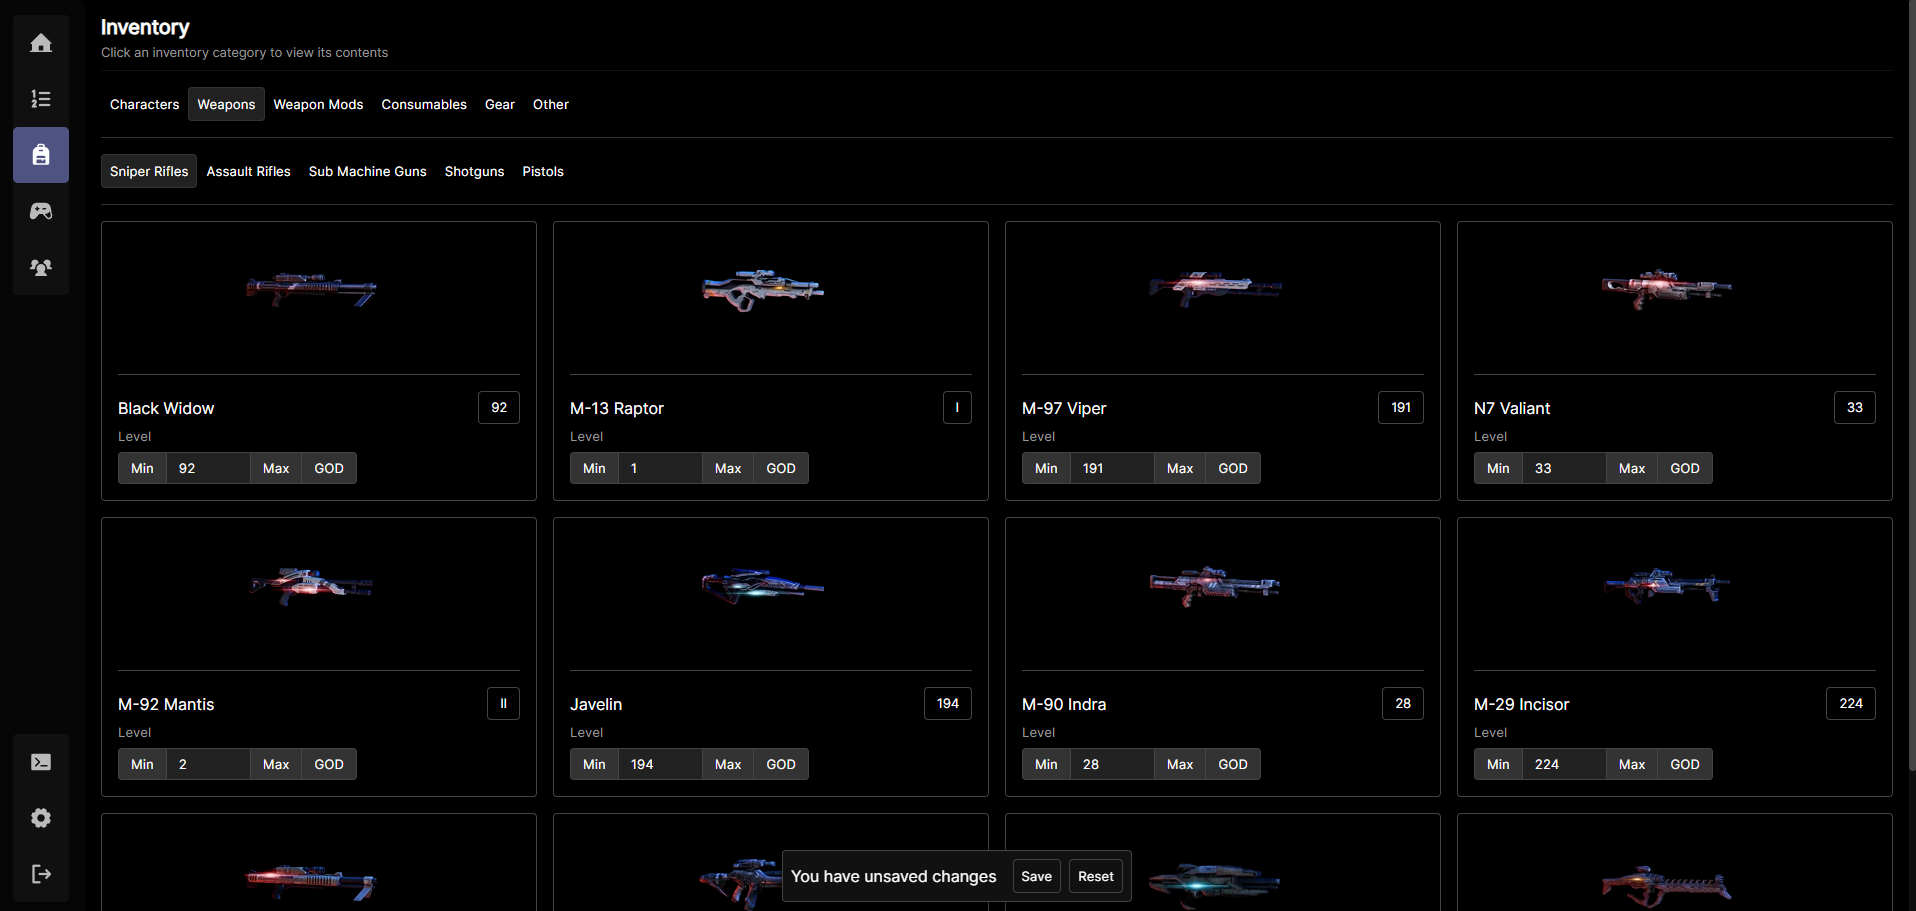 Inventory
Click an inventory category to view its contents
Characters Weapons Weapon Mods Consumables Gear Other
Sniper Rifles Assault Rifles Sub Machine Guns Shotguns Pistols
Black Widow 92
Level
Min 92 Max GOD
M-13 Raptor I
Level
Min 1 Max GOD
M-97 Viper 191
Level
Min 191 Max GOD
N7 Valiant 33
Level
Min 33 Max GOD
M-92 Mantis II
Level
Min 2 Max GOD
Javelin 194
Level
Min 194 Max GOD
M-90 Indra 28
Level
Min 28 Max GOD
M-29 Incisor 224
Level
Min 224 Max GOD
You have unsaved changes Save Reset